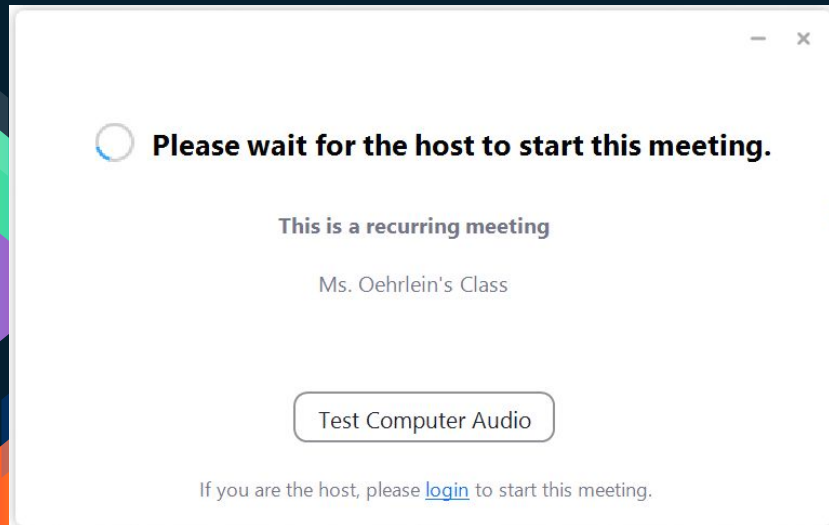 Please wait for the host to start this meeting.
This is a recurring meeting
Ms. Oehrlein's Class
Test Computer Audio
If you are the host, please login to start this meeting.